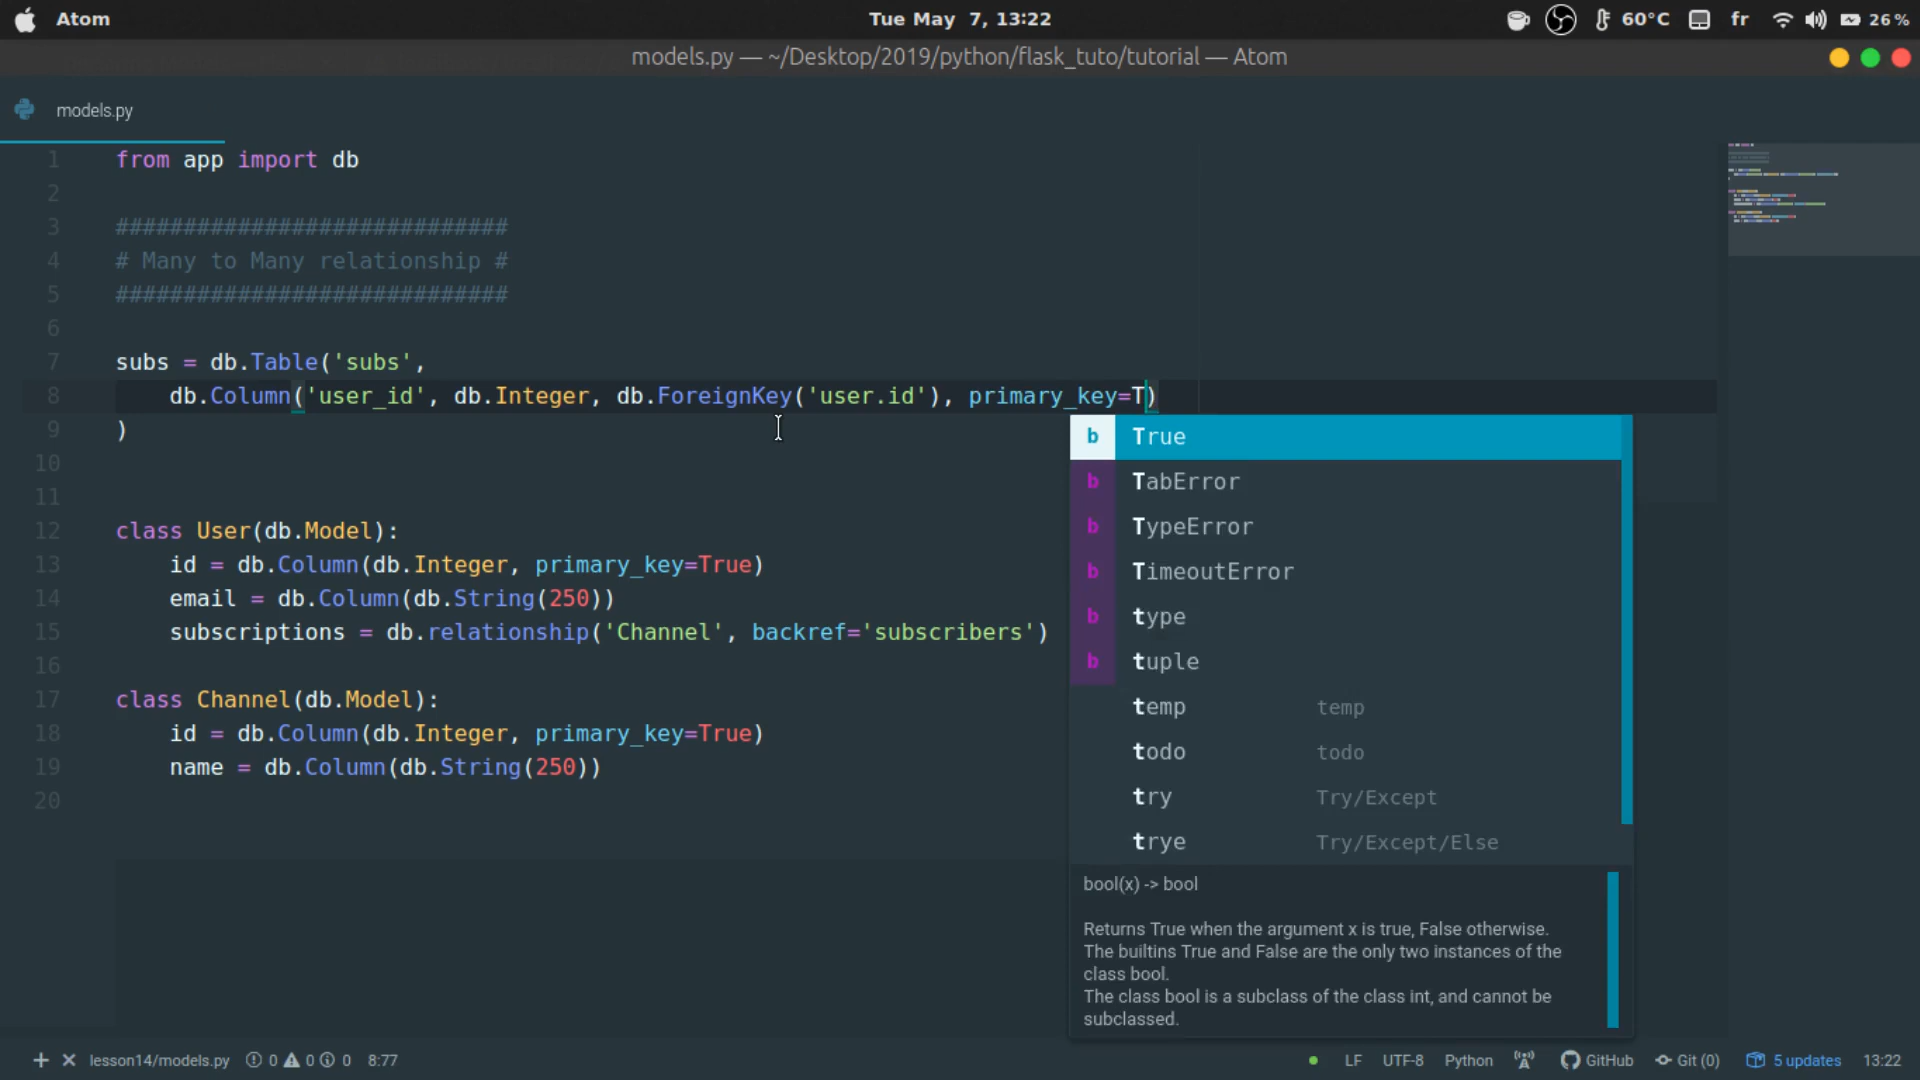 Atom
Tue May 7, 13:22
60°C fr 26%
models.py — ~/Desktop/2019/python/flask_tuto/tutorial — Atom
models.py
1 from app import db
2
3 #############################
4 # Many to Many relationship #
5 #############################
6
7 subs = db.Table('subs',
8 db.Column('user_id', db.Integer, db.ForeignKey('user.id'), primary_key=T)
9 )
10
11
12 class User(db.Model):
13 id = db.Column(db.Integer, primary_key=True)
14 email = db.Column(db.String(250))
15 subscriptions = db.relationship('Channel', backref='subscribers')
16
17 class Channel(db.Model):
18 id = db.Column(db.Integer, primary_key=True)
19 name = db.Column(db.String(250))
20
b True
b TabError
b TypeError
b TimeoutError
b type
b tuple
temp temp
todo todo
try Try/Except
trye Try/Except/Else
bool(x) -> bool
Returns True when the argument x is true, False otherwise.
The builtins True and False are the only two instances of the
class bool.
The class bool is a subclass of the class int, and cannot be
subclassed.
lesson14/models.py 0 0 0 8:77
LF UTF-8 Python GitHub Git (0) 5 updates 13:22